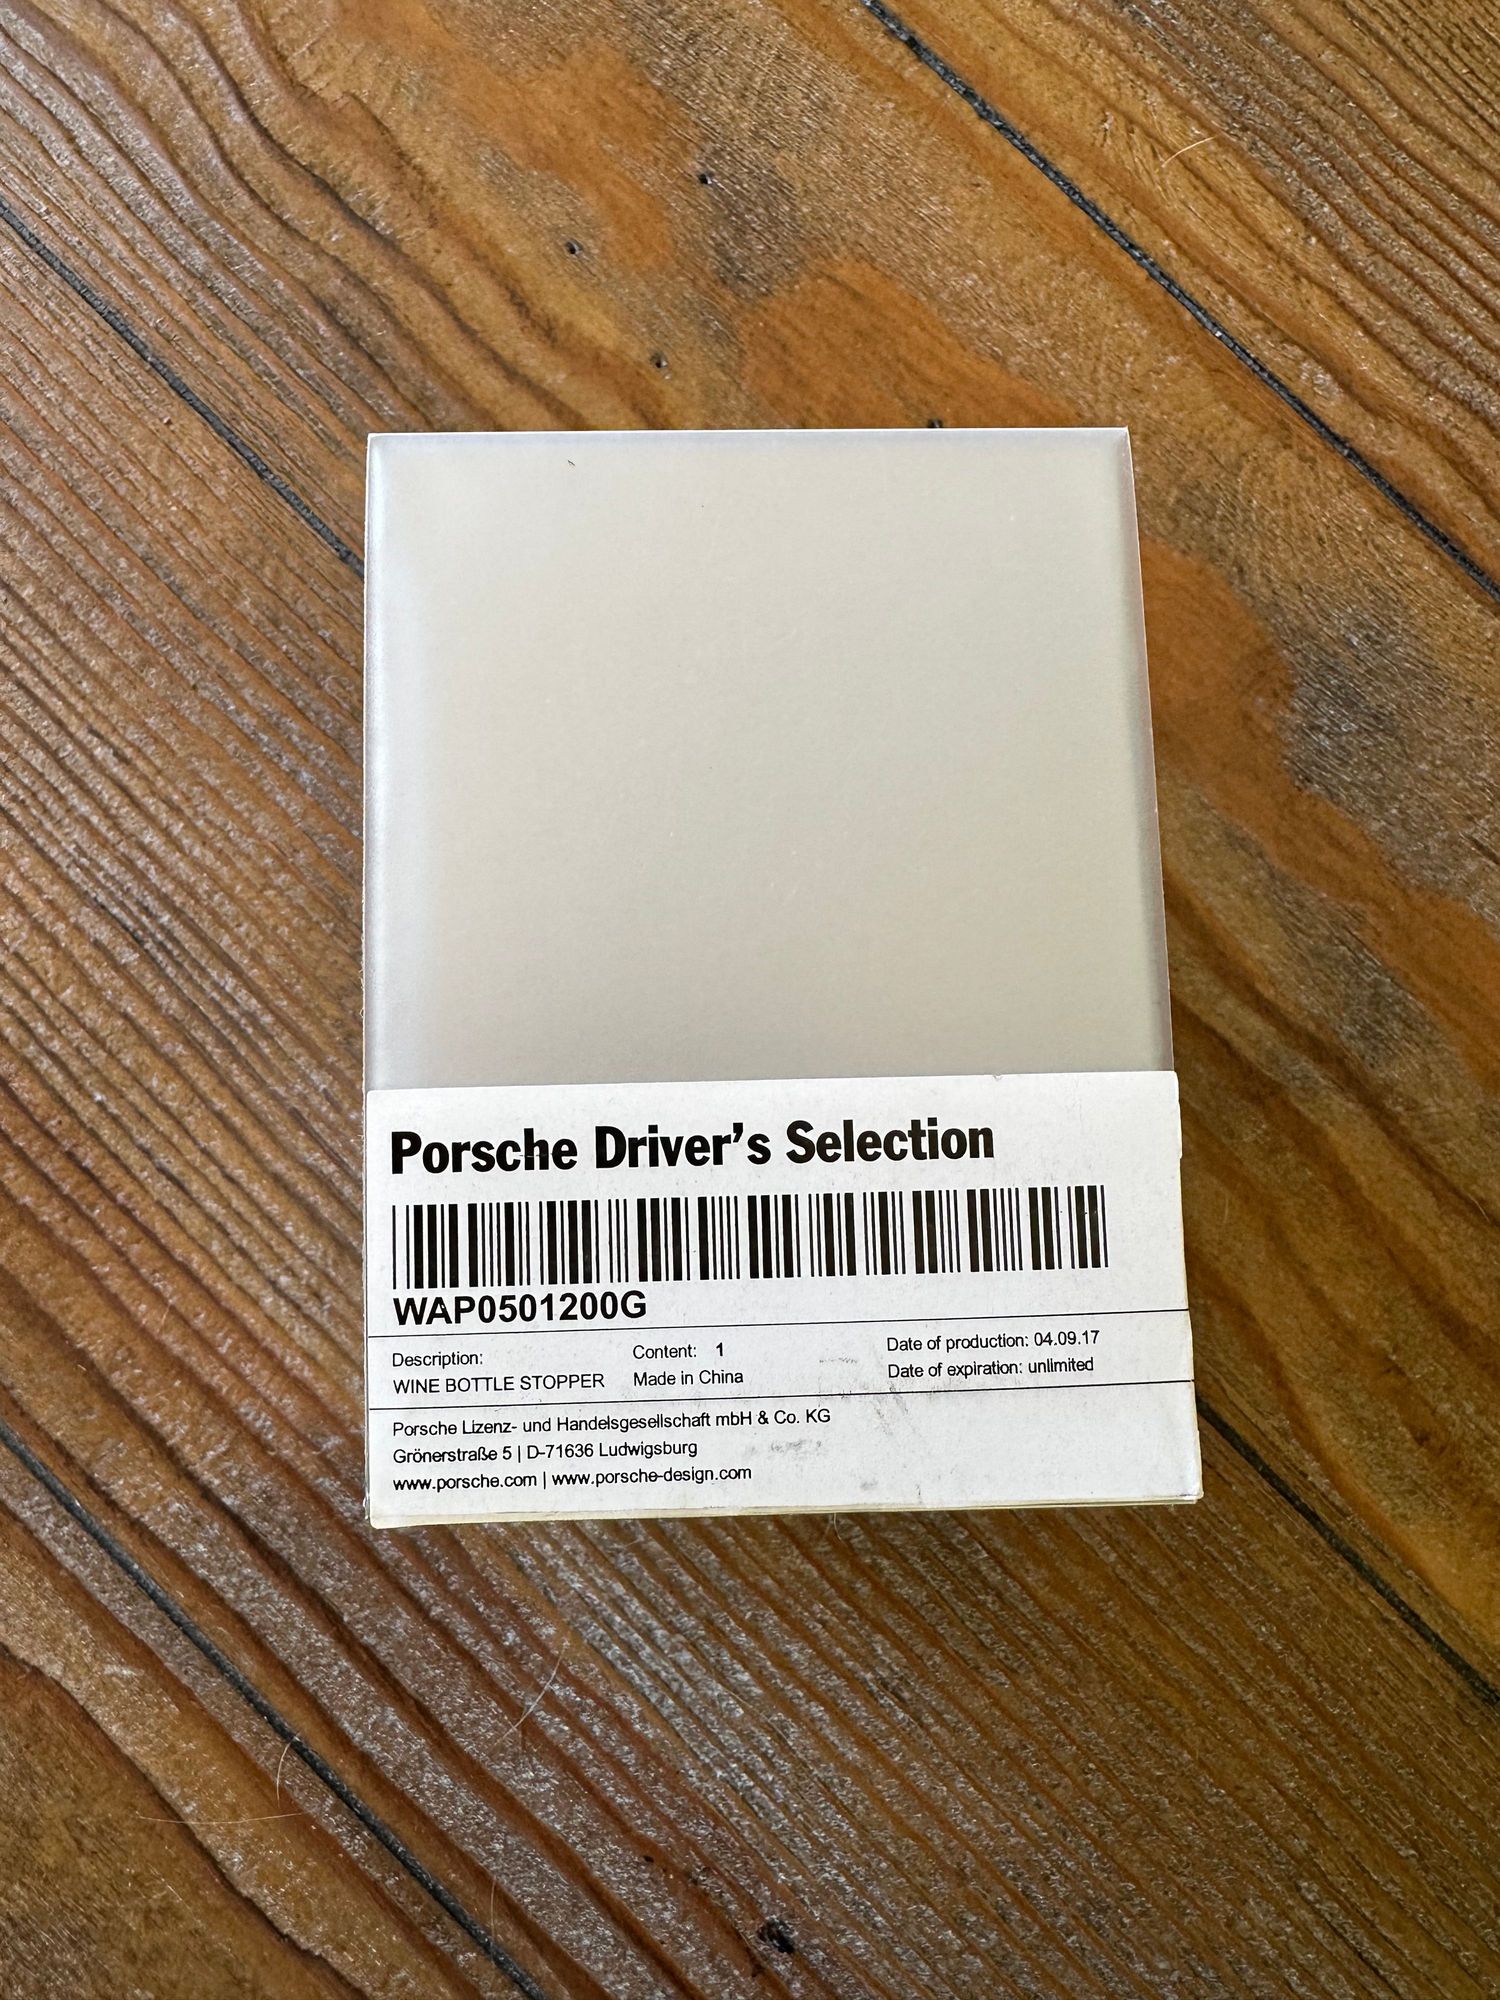 Porsche Driver's Selection
WAP0501200G
Description:
WINE BOTTLE STOPPER
Content: 1
Made in China
Date of production: 04.09.17
Date of expiration: unlimited
Porsche Lizenz- und Handelsgesellschaft mbH & Co. KG
Grönerstraße 5 | D-71636 Ludwigsburg
www.porsche.com | www.porsche-design.com